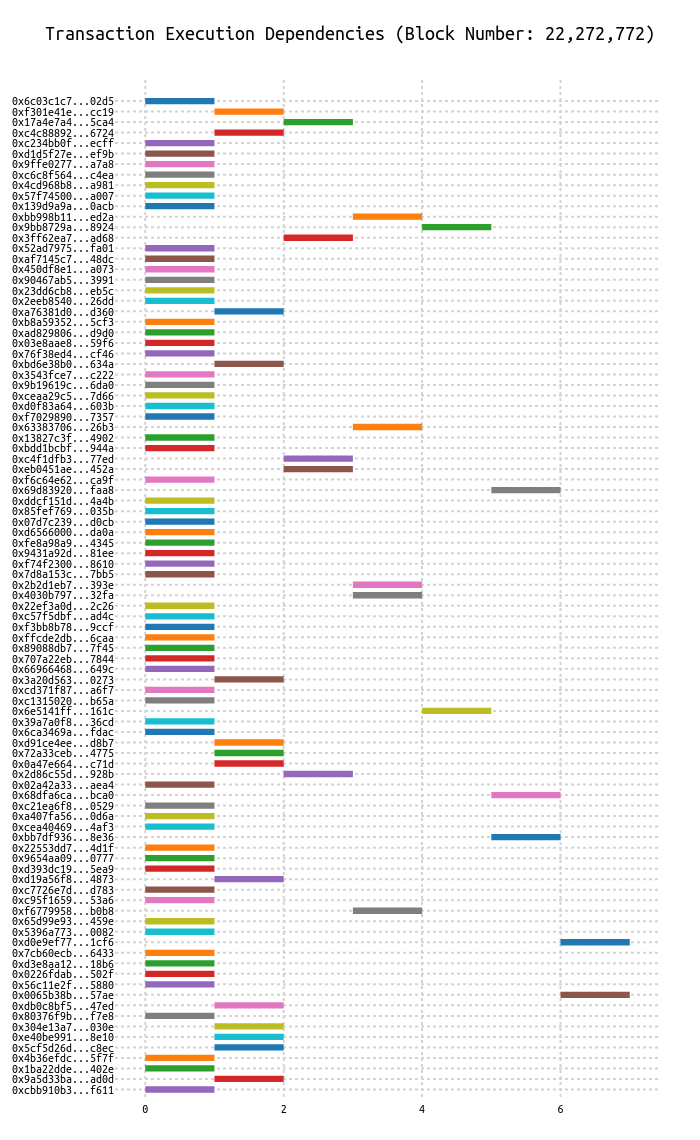 Transaction Execution Dependencies (Block Number: 22,272,772)
0x6c03c1c7...02d5
0xf301e41e...cc19
0x17a4e7a4...5ca4
0xc4c88892...6724
0xc234bb0f...ecff
0xd1d5f27e...ef9b
0x9ffe0277...a7a8
0xc6c8f564...c4ea
0x4cd968b8...a981
0x57f74500...a007
0x139d9a9a...0acb
0xbb998b11...ed2a
0x9bb8729a...8924
0x3ff62ea7...ad68
0x52ad7975...fa01
0xaf7145c7...48dc
0x450df8e1...a073
0x90467ab5...3991
0x23dd6cb8...eb5c
0x2eeb8540...26dd
0xa76381d0...d360
0xb8a59352...5cf3
0xad829806...d9d0
0x03e8aae8...59f6
0x76f38ed4...cf46
0xbd6e38b0...634a
0x3543fce7...c222
0x9b19619c...6da0
0xceaa29c5...7d66
0xd0f83a64...603b
0xf7029890...7357
0x63383706...26b3
0x13827c3f...4902
0xbdd1bcbf...944a
0xc4f1dfb3...77ed
0xeb0451ae...452a
0xf6c64e62...ca9f
0x69d83920...faa8
0xddcf151d...4a4b
0x85fef769...035b
0x07d7c239...d0cb
0xd6566000...da0a
0xfe8a98a9...4345
0x9431a92d...81ee
0xf74f2300...8610
0x7d8a153c...7bb5
0x2b2d1eb7...393e
0x4030b797...32fa
0x22ef3a0d...2c26
0xc57f5dbf...ad4c
0xf3bb8b78...9ccf
0xffcde2db...6caa
0x89088db7...7f45
0x707a22eb...7844
0x66966468...649c
0x3a20d563...0273
0xcd371f87...a6f7
0xc1315020...b65a
0x6e5141ff...161c
0x39a7a0f8...36cd
0x6ca3469a...fdac
0xd91ce4ee...d8b7
0x72a33ceb...4775
0x0a47e664...c71d
0x2d86c55d...928b
0x02a42a33...aea4
0x68dfa6ca...bca0
0xc21ea6f8...0529
0xa407fa56...0d6a
0xcea40469...4af3
0xbb7df936...8e36
0x22553dd7...4d1f
0x9654aa09...0777
0xd393dc19...5ea9
0xd19a56f8...4873
0xc7726e7d...d783
0xc95f1659...53a6
0xf6779958...b0b8
0x65d99e93...459e
0x5396a773...0082
0xd0e9ef77...1cf6
0x7cb60ecb...6433
0xd3e8aa12...18b6
0x0226fdab...502f
0x56c11e2f...5880
0x0065b38b...57ae
0xdb0c8bf5...47ed
0x80376f9b...f7e8
0x304e13a7...030e
0xe40be991...8e10
0x5cf5d26d...c8ec
0x4b36efdc...5f7f
0x1ba22dde...402e
0x9a5d33ba...ad0d
0xcbb910b3...f611
0 2 4 6